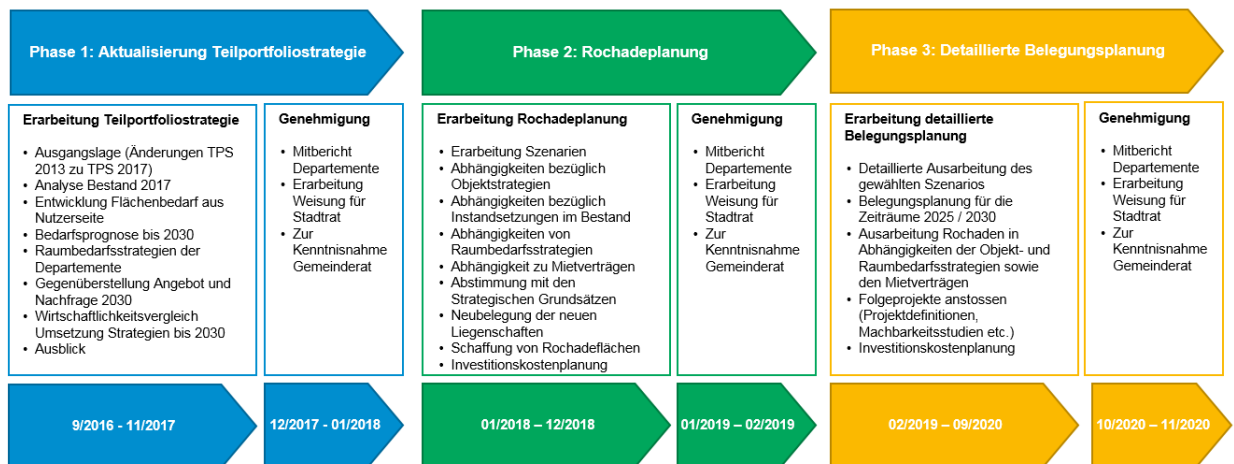 Phase 1: Aktualisierung Teilportfoliostrategie
Erarbeitung Teilportfoliostrategie
• Ausgangslage (Änderungen TPS
2013 zu TPS 2017)
• Analyse Bestand 2017
• Entwicklung Flächenbedarf aus
Nutzerseite
• Bedarfsprognose bis 2030
• Raumbedarfsstrategien der
Departemente
• Gegenüberstellung Angebot und
Nachfrage 2030
• Wirtschaftlichkeitsvergleich
Umsetzung Strategien bis 2030
• Ausblick
Genehmigung
• Mitbericht
Departemente
• Erarbeitung
Weisung für
Stadtrat
• Zur
Kenntnisnahme
Gemeinderat
9/2016 - 11/2017
12/2017 - 01/2018
Phase 2: Rochadeplanung
Erarbeitung Rochadeplanung
• Erarbeitung Szenarien
• Abhängigkeiten bezüglich
Objektstrategien
• Abhängigkeiten bezüglich
Instandsetzungen im Bestand
• Abhängigkeiten von
Raumbedarfsstrategien
• Abhängigkeit zu Mietverträgen
• Abstimmung mit den
Strategischen Grundsätzen
• Neubelegung der neuen
Liegenschaften
• Schaffung von Rochadeflächen
• Investitionskostenplanung
Genehmigung
• Mitbericht
Departemente
• Erarbeitung
Weisung für
Stadtrat
• Zur
Kenntnisnahme
Gemeinderat
01/2018 – 12/2018
01/2019 – 02/2019
Phase 3: Detaillierte Belegungsplanung
Erarbeitung detaillierte
Belegungsplanung
• Detaillierte Ausarbeitung des
gewählten Szenarios
• Belegungsplanung für die
Zeiträume 2025 / 2030
• Ausarbeitung Rochaden in
Abhängigkeiten der Objekt- und
Raumbedarfsstrategien sowie
den Mietverträgen
• Folgeprojekte anstossen
(Projektdefinitionen,
Machbarkeitsstudien etc.)
• Investitionskostenplanung
Genehmigung
• Mitbericht
Departemente
• Erarbeitung
Weisung für
Stadtrat
• Zur
Kenntnisnahme
Gemeinderat
02/2019 – 09/2020
10/2020 – 11/2020